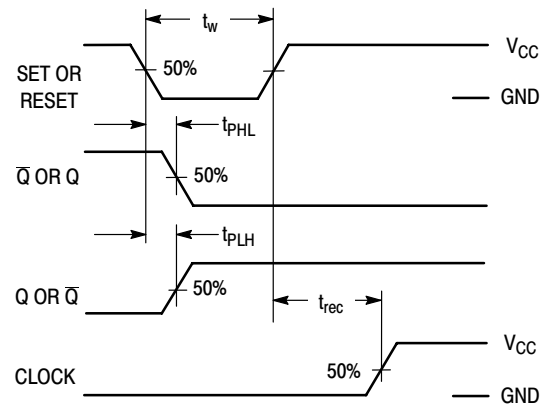 t_w
V_CC
50%
SET OR
RESET
GND
t_PHL
Q̅ OR Q
50%
t_PLH
Q OR Q̅
50%
t_rec
V_CC
50%
CLOCK
GND